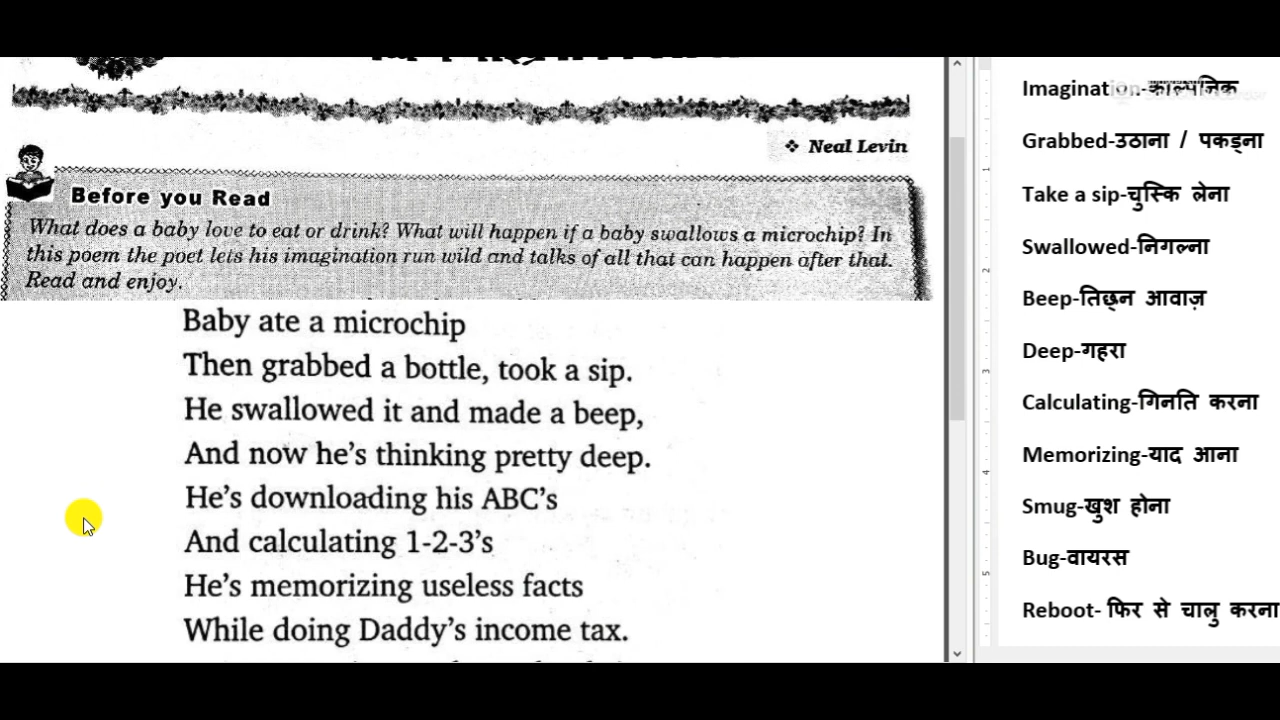 ❖ Neal Levin
Before you Read
What does a baby love to eat or drink? What will happen if a baby swallows a microchip? In
this poem the poet lets his imagination run wild and talks of all that can happen after that.
Read and enjoy.
Baby ate a microchip
Then grabbed a bottle, took a sip.
He swallowed it and made a beep,
And now he's thinking pretty deep.
He's downloading his ABC's
And calculating 1-2-3's
He's memorizing useless facts
While doing Daddy's income tax.
Imagination-काल्पनिक
Grabbed-उठाना / पकड़्ना
Take a sip-चुस्कि लेना
Swallowed-निगल्ना
Beep-तिछ्न आवाज़
Deep-गहरा
Calculating-गिनति करना
Memorizing-याद आना
Smug-खुश होना
Bug-वायरस
Reboot- फिर से चालु करना
1
2
3
4
5